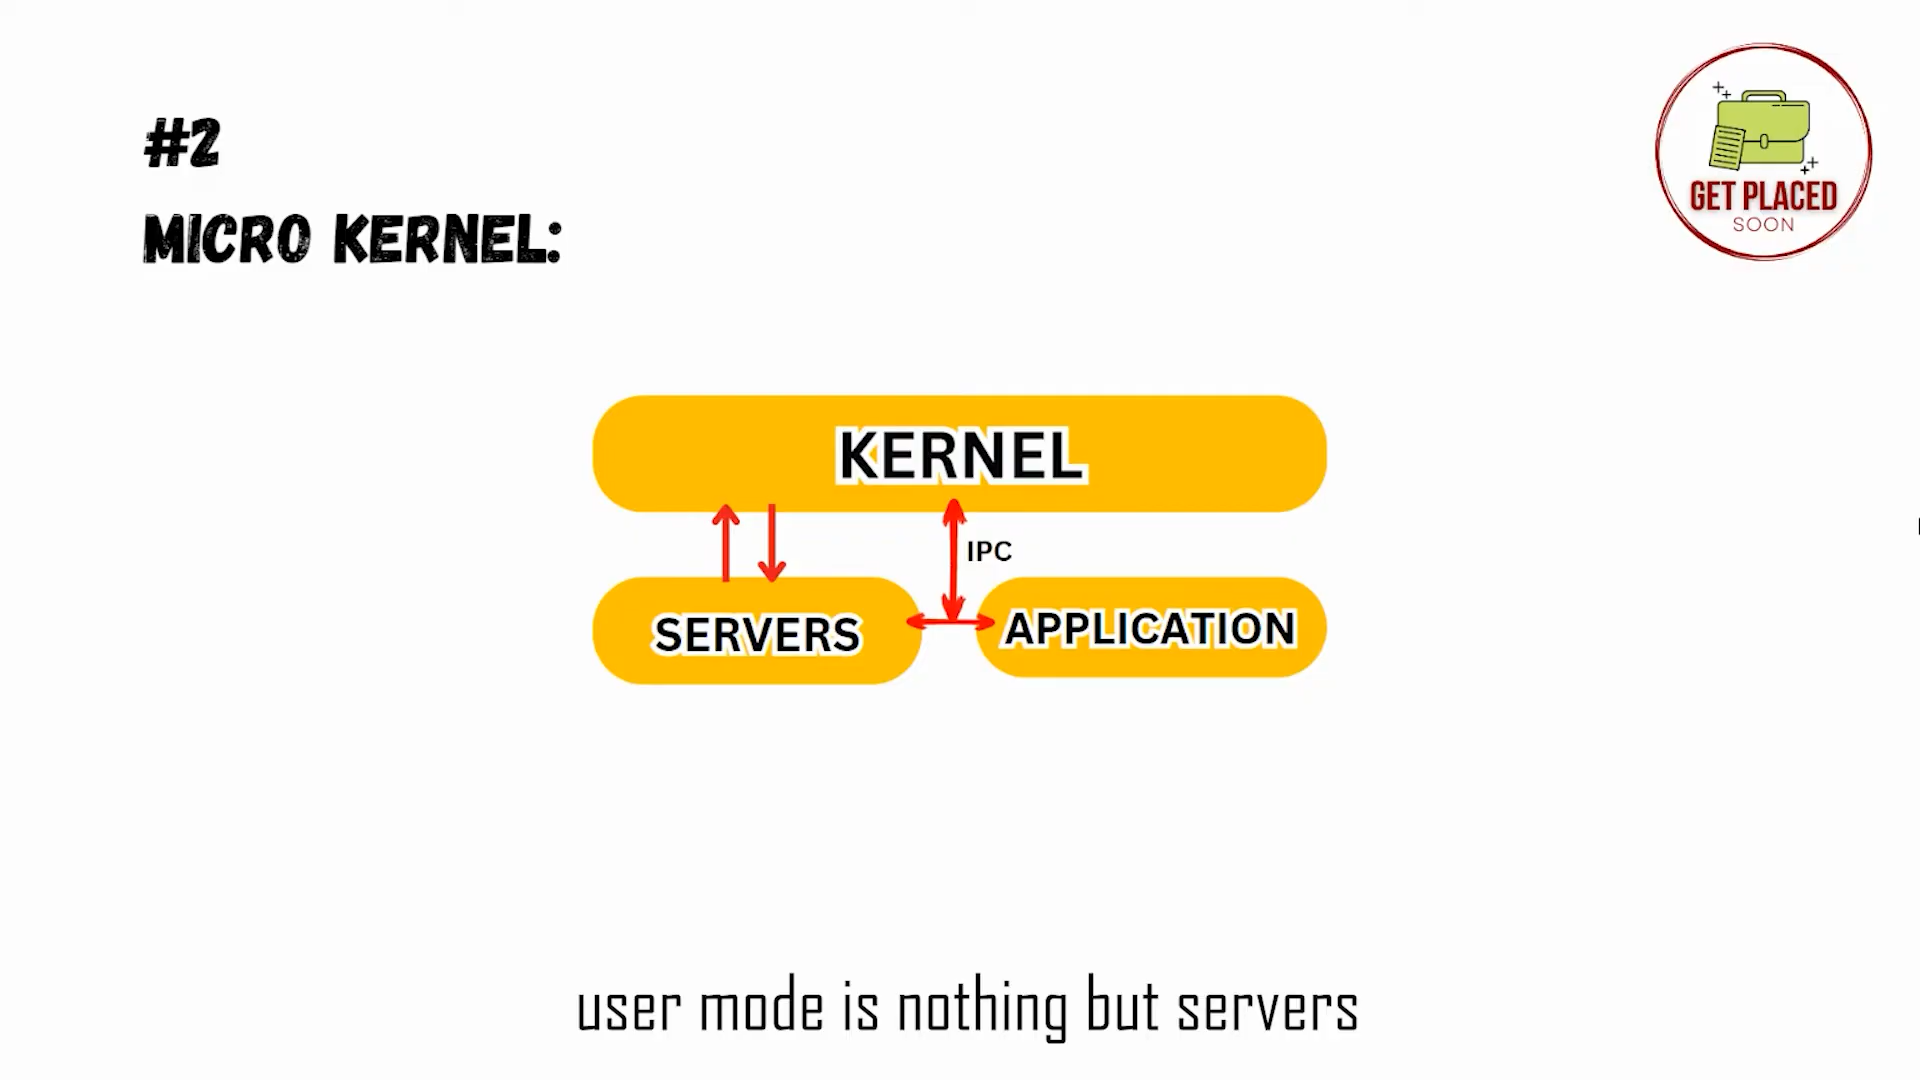 #2
MICRO KERNEL:
GET PLACED
SOON
KERNEL
IPC
SERVERS
APPLICATION
user mode is nothing but servers